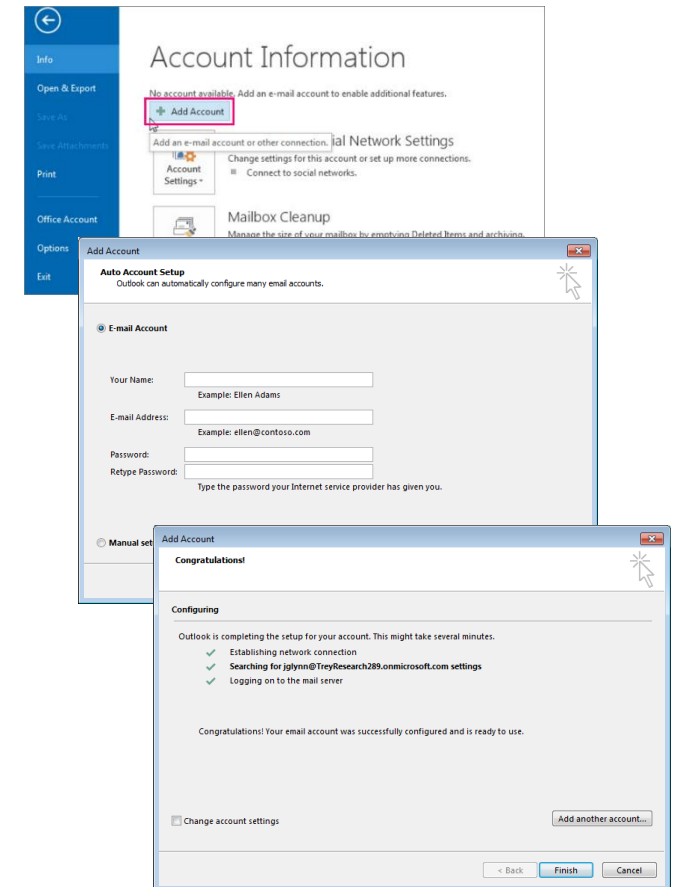 Info
Open & Export
Save As
Save Attachments
Print
Office Account
Options
Exit
Account Information
No account available. Add an e-mail account to enable additional features.
Add Account
Add an e-mail account or other connection.
ial Network Settings
Change settings for this account or set up more connections.
Connect to social networks.
Account
Settings
Mailbox Cleanup
Manage the size of your mailbox by emptying Deleted Items and archiving.
Add Account
Auto Account Setup
Outlook can automatically configure many email accounts.
E-mail Account
Your Name:
Example: Ellen Adams
E-mail Address:
Example: ellen@contoso.com
Password:
Retype Password:
Type the password your Internet service provider has given you.
Manual set
Add Account
Congratulations!
Configuring
Outlook is completing the setup for your account. This might take several minutes.
Establishing network connection
Searching for jglynn@TreyResearch289.onmicrosoft.com settings
Logging on to the mail server
Congratulations! Your email account was successfully configured and is ready to use.
Change account settings
Add another account...
< Back
Finish
Cancel